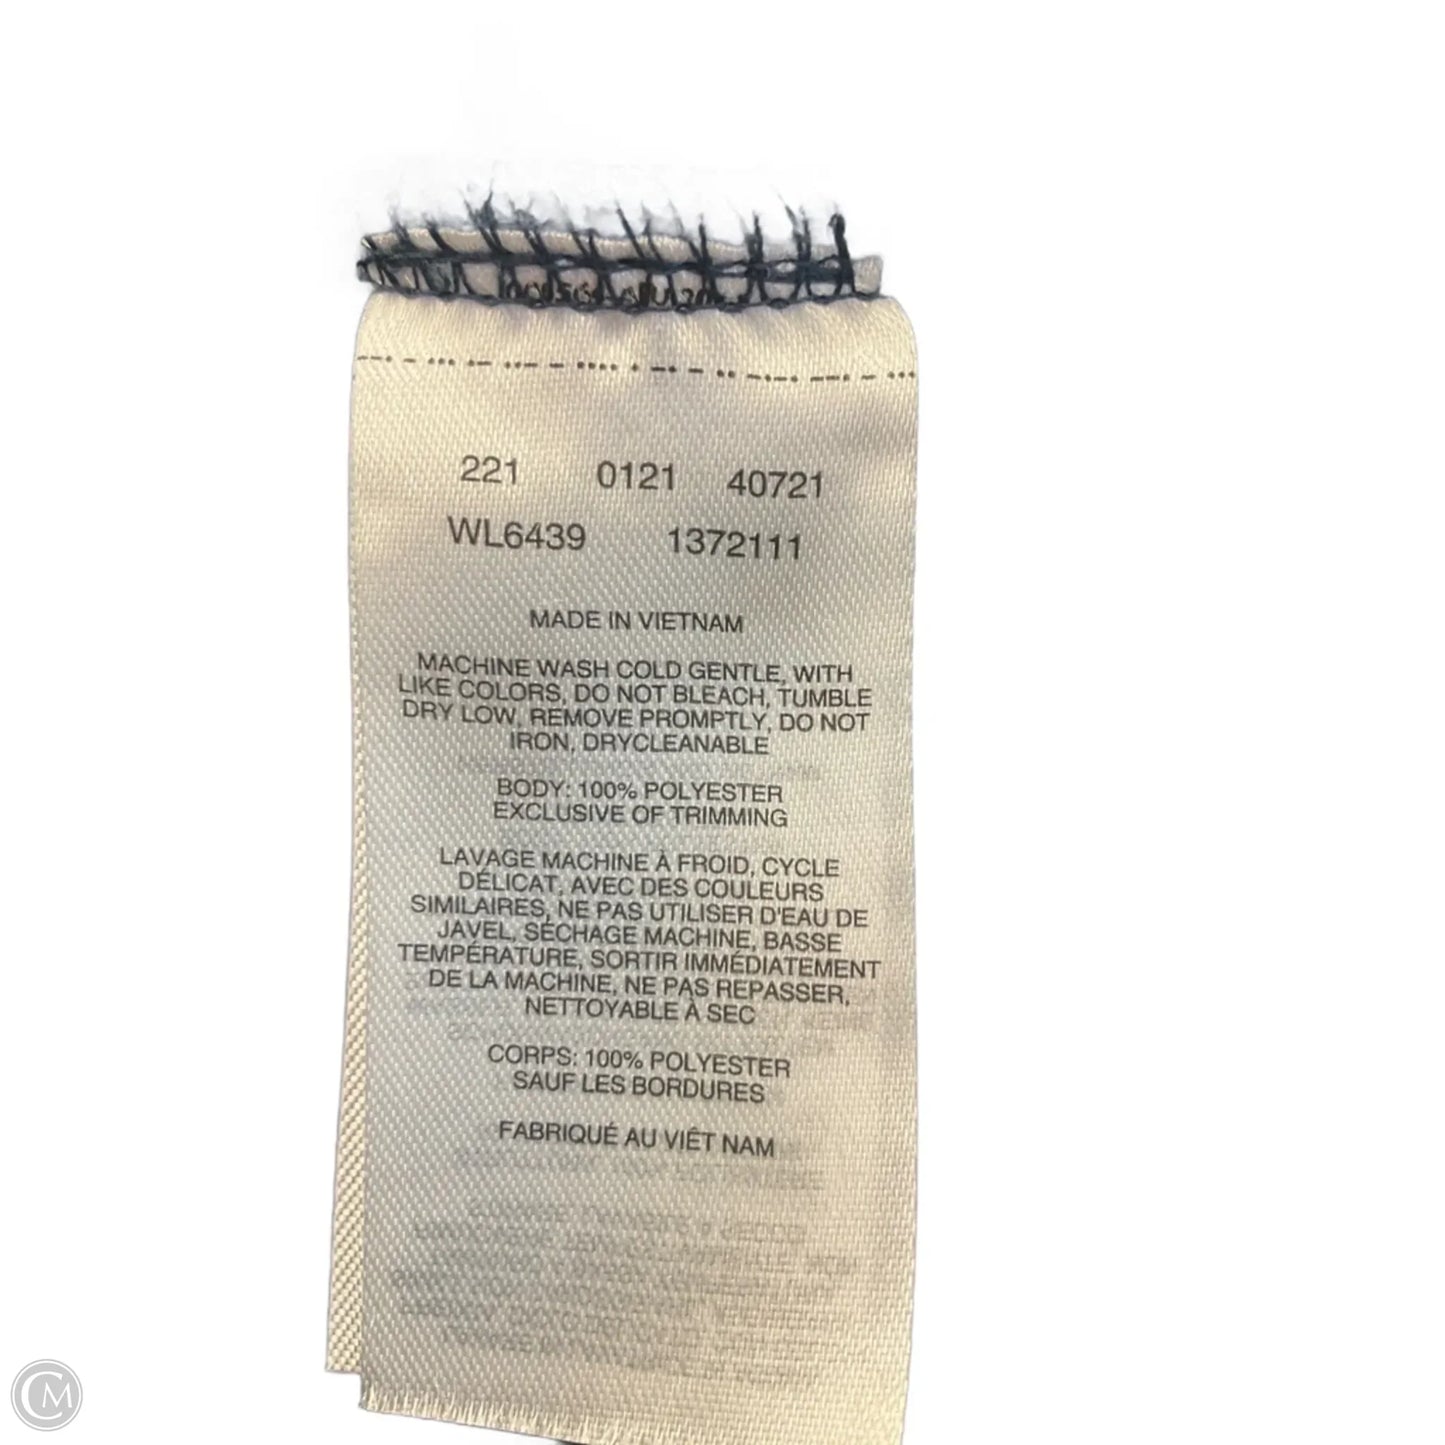 221 0121 40721
WL6439 1372111
MADE IN VIETNAM
MACHINE WASH COLD GENTLE, WITH
LIKE COLORS, DO NOT BLEACH, TUMBLE
DRY LOW, REMOVE PROMPTLY, DO NOT
IRON, DRYCLEANABLE
BODY: 100% POLYESTER
EXCLUSIVE OF TRIMMING
LAVAGE MACHINE À FROID, CYCLE
DÉLICAT, AVEC DES COULEURS
SIMILAIRES, NE PAS UTILISER D'EAU DE
JAVEL, SÉCHAGE MACHINE, BASSE
TEMPÉRATURE, SORTIR IMMÉDIATEMENT
DE LA MACHINE, NE PAS REPASSER,
NETTOYABLE À SEC
CORPS: 100% POLYESTER
SAUF LES BORDURES
FABRIQUÉ AU VIÊT NAM
CM